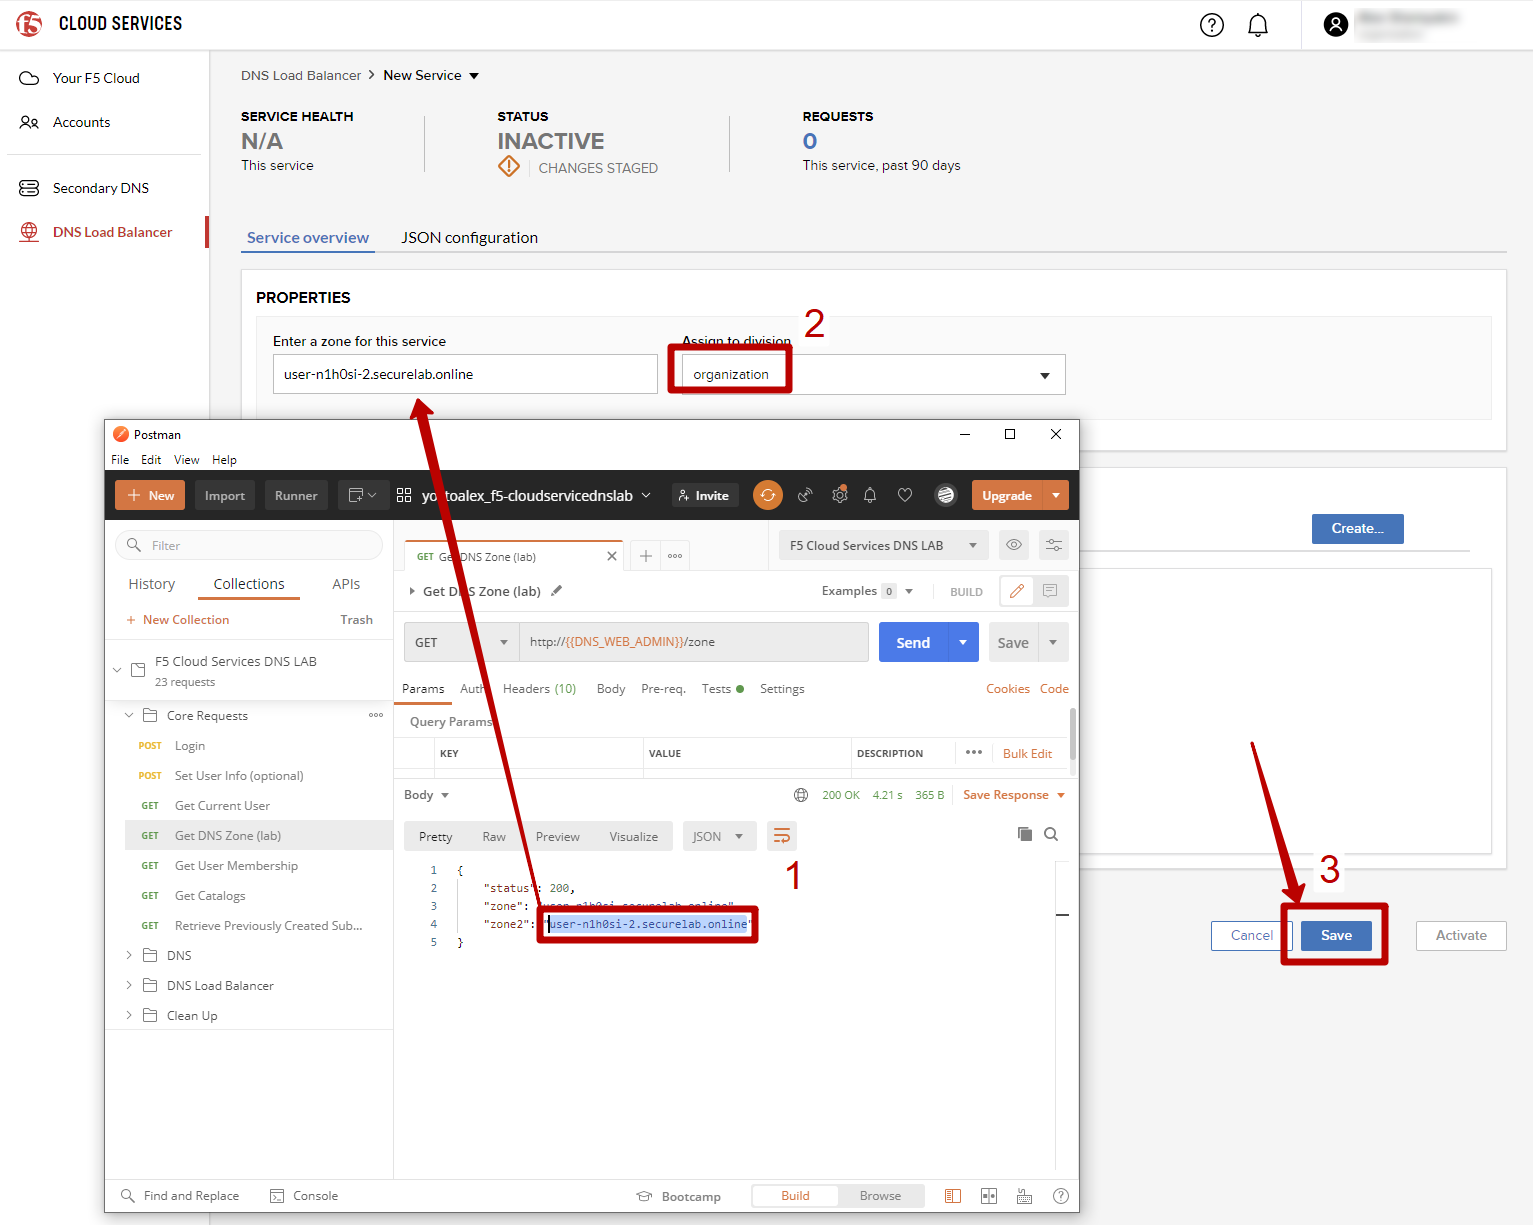 f5 CLOUD SERVICES
Your F5 Cloud
Accounts
Secondary DNS
DNS Load Balancer
DNS Load Balancer > New Service
SERVICE HEALTH
N/A
This service
STATUS
INACTIVE
CHANGES STAGED
REQUESTS
0
This service, past 90 days
Service overview JSON configuration
PROPERTIES
Enter a zone for this service
user-n1h0si-2.securelab.online
Assign to division
organization
2
Create...
Postman
File Edit View Help
+ New Import Runner
Invite
Upgrade
Filter
History Collections APIs
+ New Collection Trash
F5 Cloud Services DNS LAB
23 requests
Core Requests
POST Login
POST Set User Info (optional)
GET Get Current User
GET Get DNS Zone (lab)
GET Get User Membership
GET Get Catalogs
GET Retrieve Previously Created Sub...
DNS
DNS Load Balancer
Clean Up
GET Get DNS Zone (lab)
F5 Cloud Services DNS LAB
Get DNS Zone (lab)
Examples 0 BUILD
GET http://{{DNS_WEB_ADMIN}}/zone Send Save
Params Auth Headers (10) Body Pre-req. Tests Settings Cookies Code
Query Params
KEY VALUE DESCRIPTION Bulk Edit
Body 200 OK 4.21 s 365 B Save Response
Pretty Raw Preview Visualize JSON
1 {
2 "status": 200,
3 "zone": "user-n1h0si.securelab.online",
4 "zone2": "user-n1h0si-2.securelab.online"
5 }
1
3
Cancel Save Activate
Find and Replace Console Bootcamp Build Browse